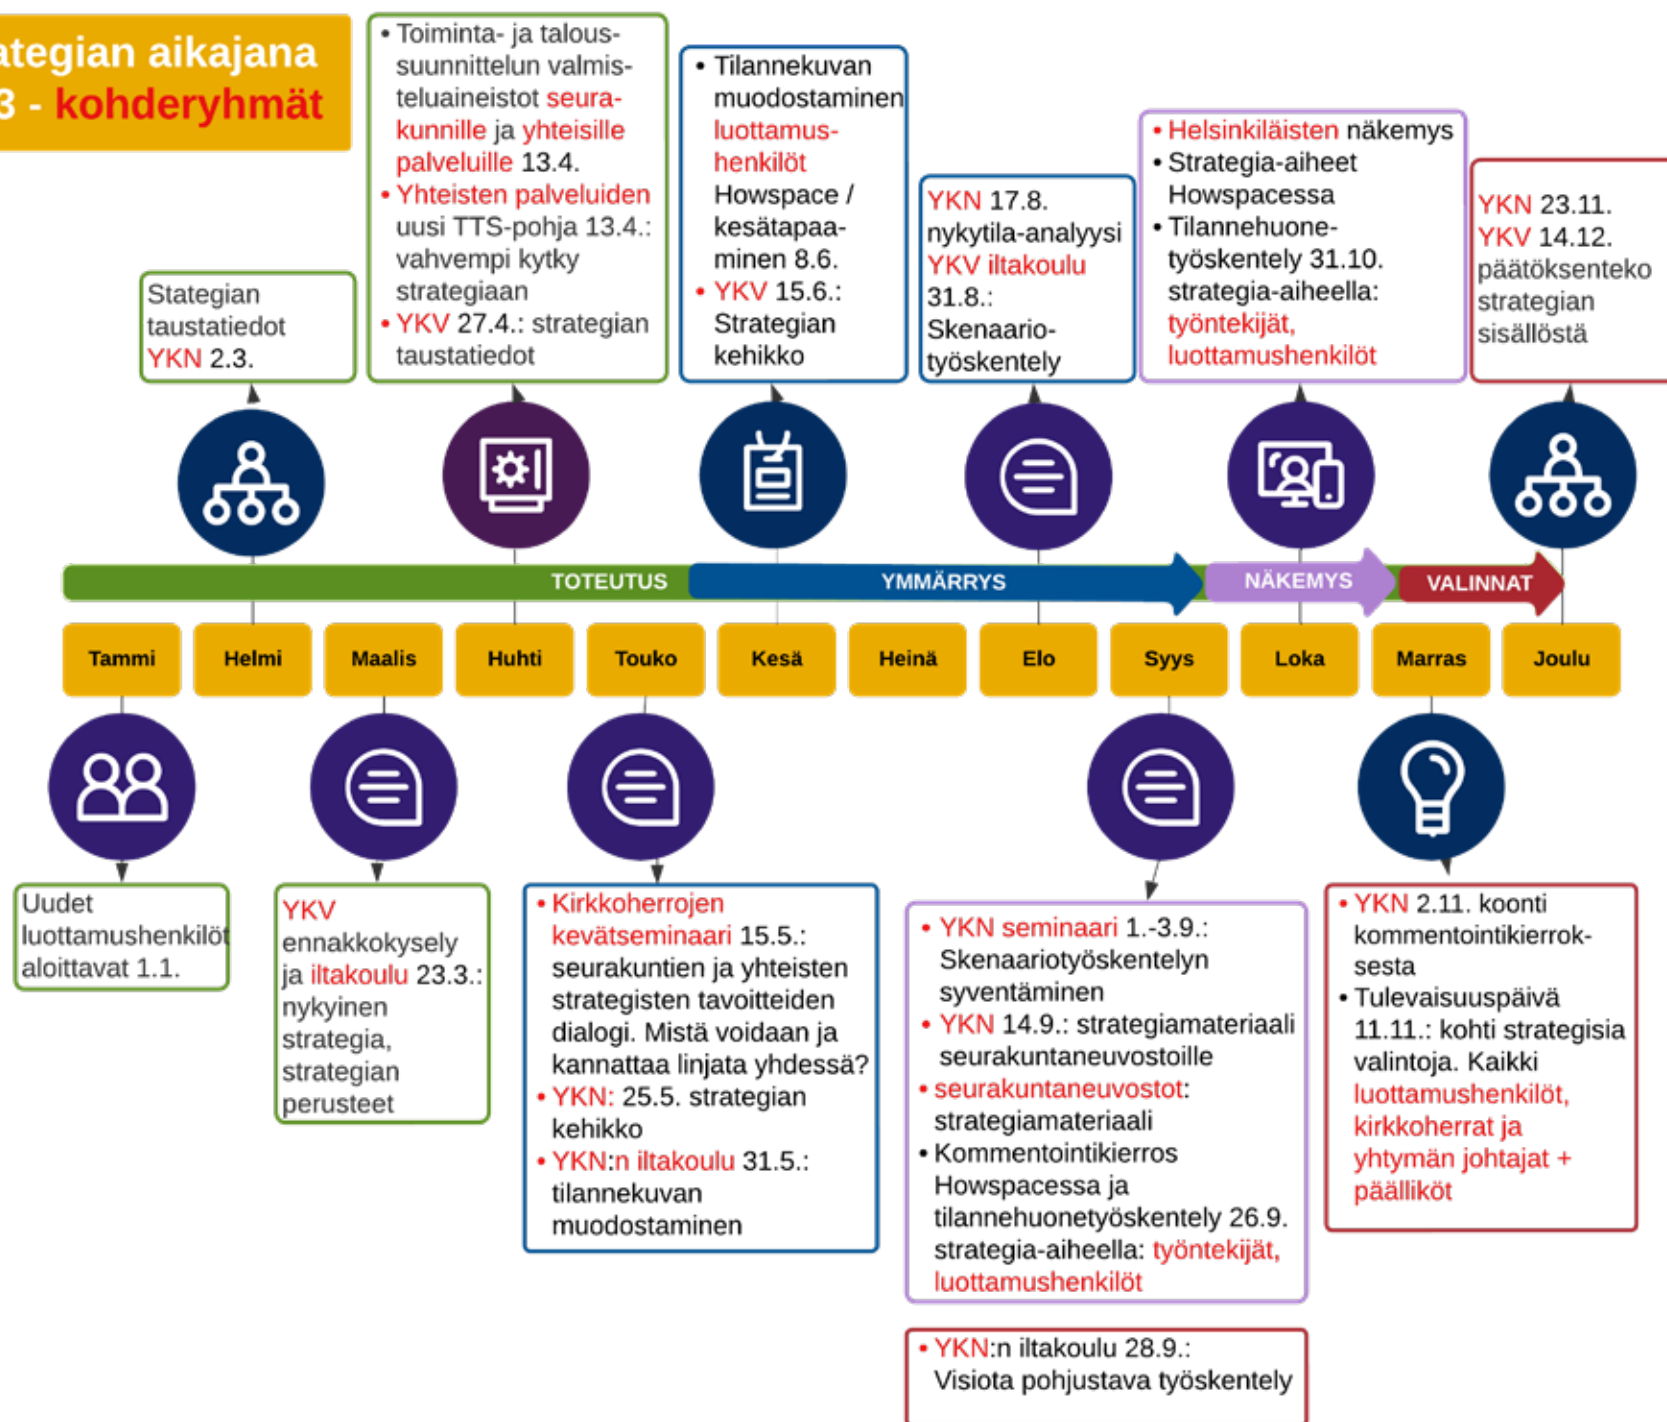 ategian aikajana
3 - kohderyhmät
• Toiminta- ja talous-
suunnittelun valmis-
teluaineistot seura-
kunnille ja yhteisille
palveluille 13.4.
• Yhteisten palveluiden
uusi TTS-pohja 13.4.:
vahvempi kytky
strategiaan
• YKV 27.4.: strategian
taustatiedot
• Tilannekuvan
muodostaminen
luottamus-
henkilöt
Howspace /
kesätapaa-
minen 8.6.
• YKV 15.6.:
Strategian
kehikko
YKN 17.8.
nykytila-analyysi
YKV iltakoulu
31.8.:
Skenaario-
työskentely
• Helsinkiläisten näkemys
• Strategia-aiheet
Howspacessa
• Tilannehuone-
työskentely 31.10.
strategia-aiheella:
työntekijät,
luottamushenkilöt
YKN 23.11.
YKV 14.12.
päätöksenteko
strategian
sisällöstä
Stategian
taustatiedot
YKN 2.3.
TOTEUTUS
YMMÄRRYS
NÄKEMYS
VALINNAT
Tammi
Helmi
Maalis
Huhti
Touko
Kesä
Heinä
Elo
Syys
Loka
Marras
Joulu
Uudet
luottamushenkilöt
aloittavat 1.1.
YKV
ennakkokysely
ja iltakoulu 23.3.:
nykyinen
strategia,
strategian
perusteet
• Kirkkoherrojen
kevätseminaari 15.5.:
seurakuntien ja yhteisten
strategisten tavoitteiden
dialogi. Mistä voidaan ja
kannattaa linjata yhdessä?
• YKN: 25.5. strategian
kehikko
• YKN:n iltakoulu 31.5.:
tilannekuvan
muodostaminen
• YKN seminaari 1.-3.9.:
Skenaariotyöskentelyn
syventäminen
• YKN 14.9.: strategiamateriaali
seurakuntaneuvostoille
• seurakuntaneuvostot:
strategiamateriaali
• Kommentointikierros
Howspacessa ja
tilannehuonetyöskentely 26.9.
strategia-aiheella: työntekijät,
luottamushenkilöt
• YKN:n iltakoulu 28.9.:
Visiota pohjustava työskentely
• YKN 2.11. koonti
kommentointikierrok-
sesta
• Tulevaisuuspäivä
11.11.: kohti strategisia
valintoja. Kaikki
luottamushenkilöt,
kirkkoherrat ja
yhtymän johtajat +
päälliköt